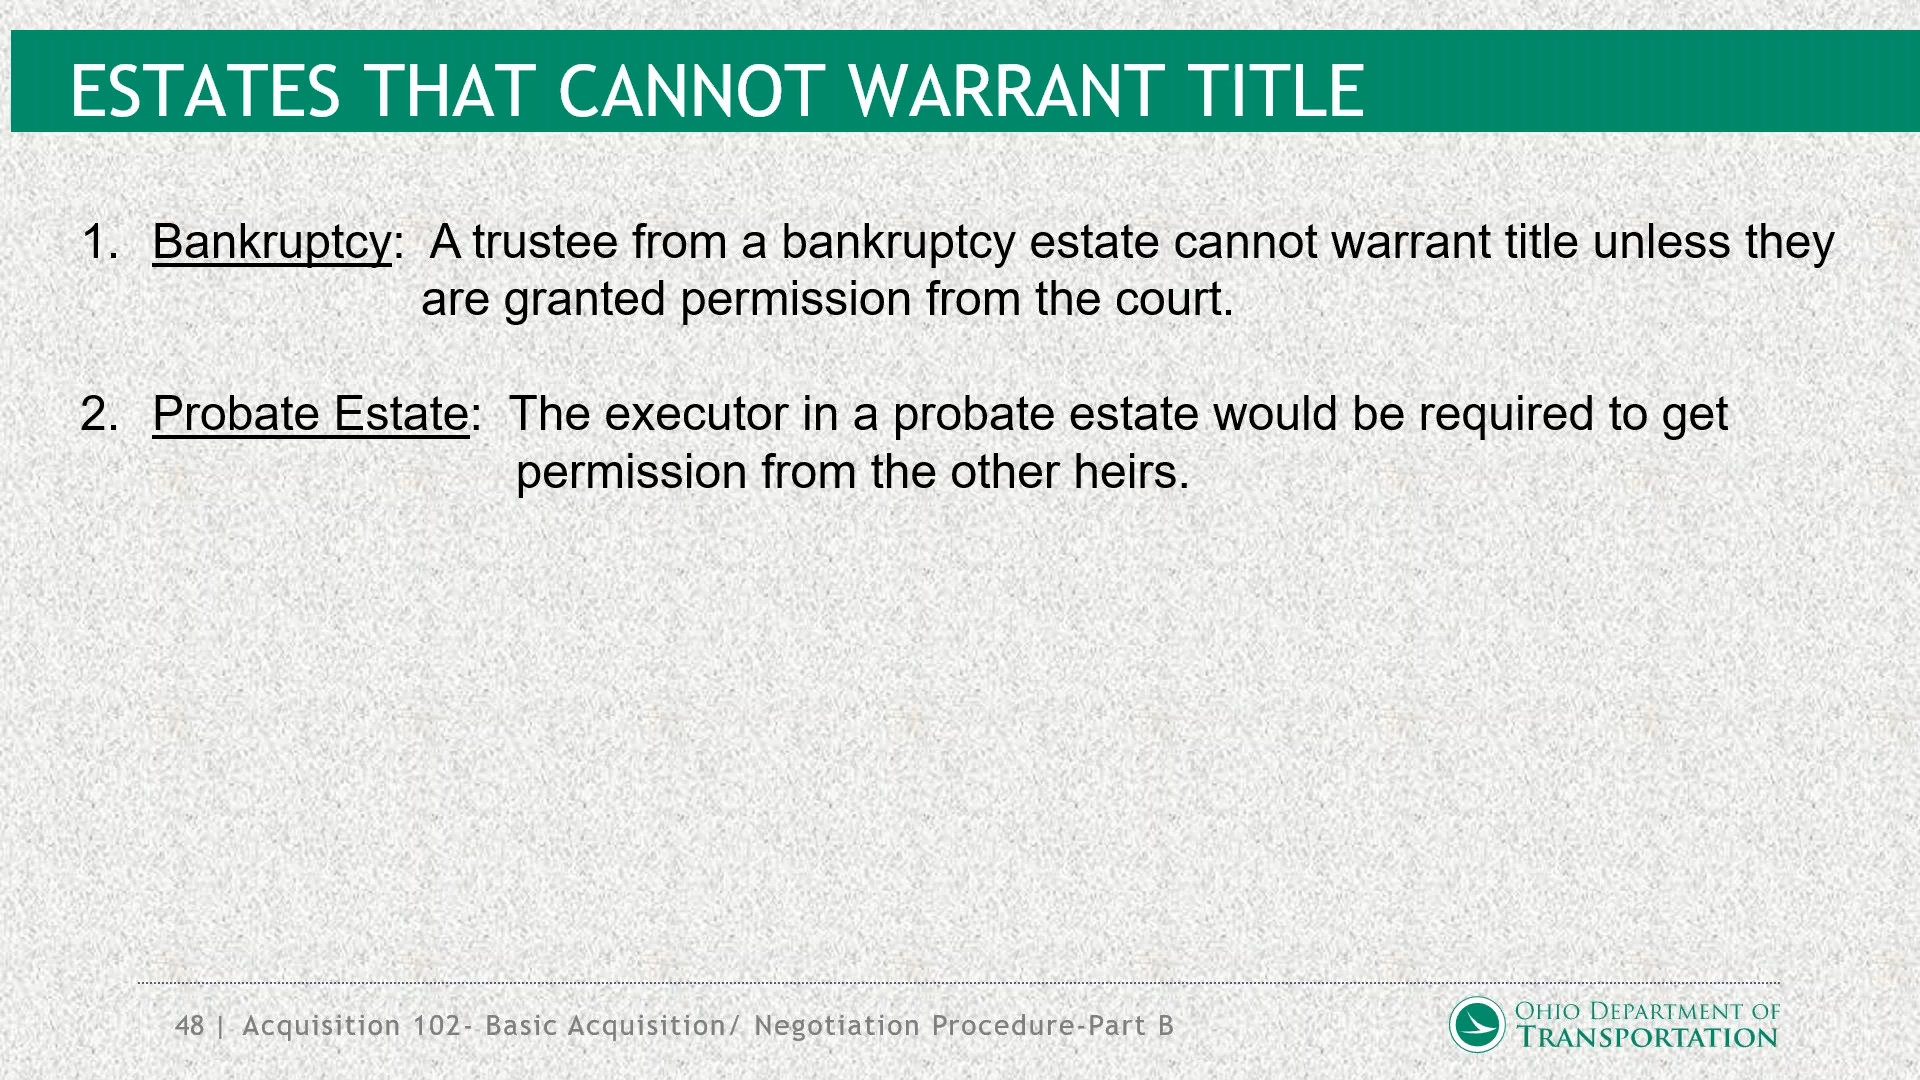 ESTATES THAT CANNOT WARRANT TITLE
1. Bankruptcy: A trustee from a bankruptcy estate cannot warrant title unless they
are granted permission from the court.
2. Probate Estate: The executor in a probate estate would be required to get
permission from the other heirs.
48 | Acquisition 102- Basic Acquisition/ Negotiation Procedure-Part B
OHIO DEPARTMENT OF
TRANSPORTATION